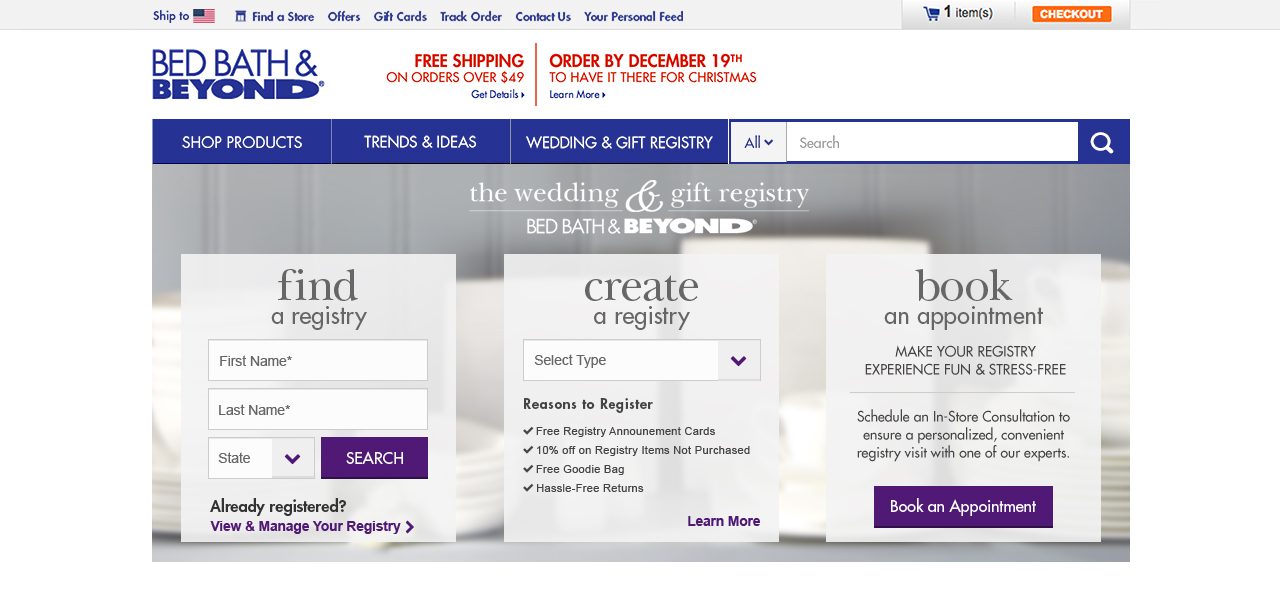 Ship to
Find a Store Offers Gift Cards Track Order Contact Us Your Personal Feed
1 item(s)
CHECKOUT
BED BATH &
BEYOND®
FREE SHIPPING
ON ORDERS OVER $49
Get Details
ORDER BY DECEMBER 19TH
TO HAVE IT THERE FOR CHRISTMAS
Learn More
SHOP PRODUCTS TRENDS & IDEAS WEDDING & GIFT REGISTRY All Search
the wedding & gift registry
BED BATH & BEYOND®
find
a registry
First Name*
Last Name*
State SEARCH
Already registered?
View & Manage Your Registry
create
a registry
Select Type
Reasons to Register
Free Registry Announement Cards
10% off on Registry Items Not Purchased
Free Goodie Bag
Hassle-Free Returns
Learn More
book
an appointment
MAKE YOUR REGISTRY
EXPERIENCE FUN & STRESS-FREE
Schedule an In-Store Consultation to
ensure a personalized, convenient
registry visit with one of our experts.
Book an Appointment